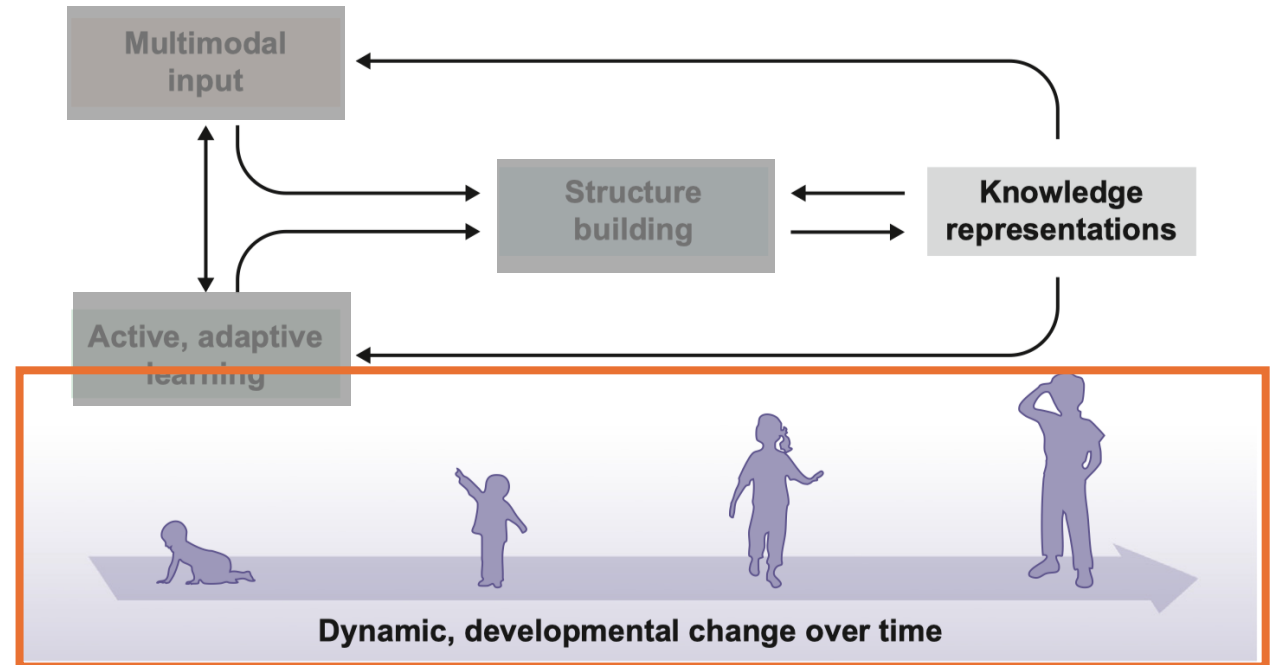 Multimodal
input
Structure
building
Knowledge
representations
Active, adaptive
learning
Dynamic, developmental change over time